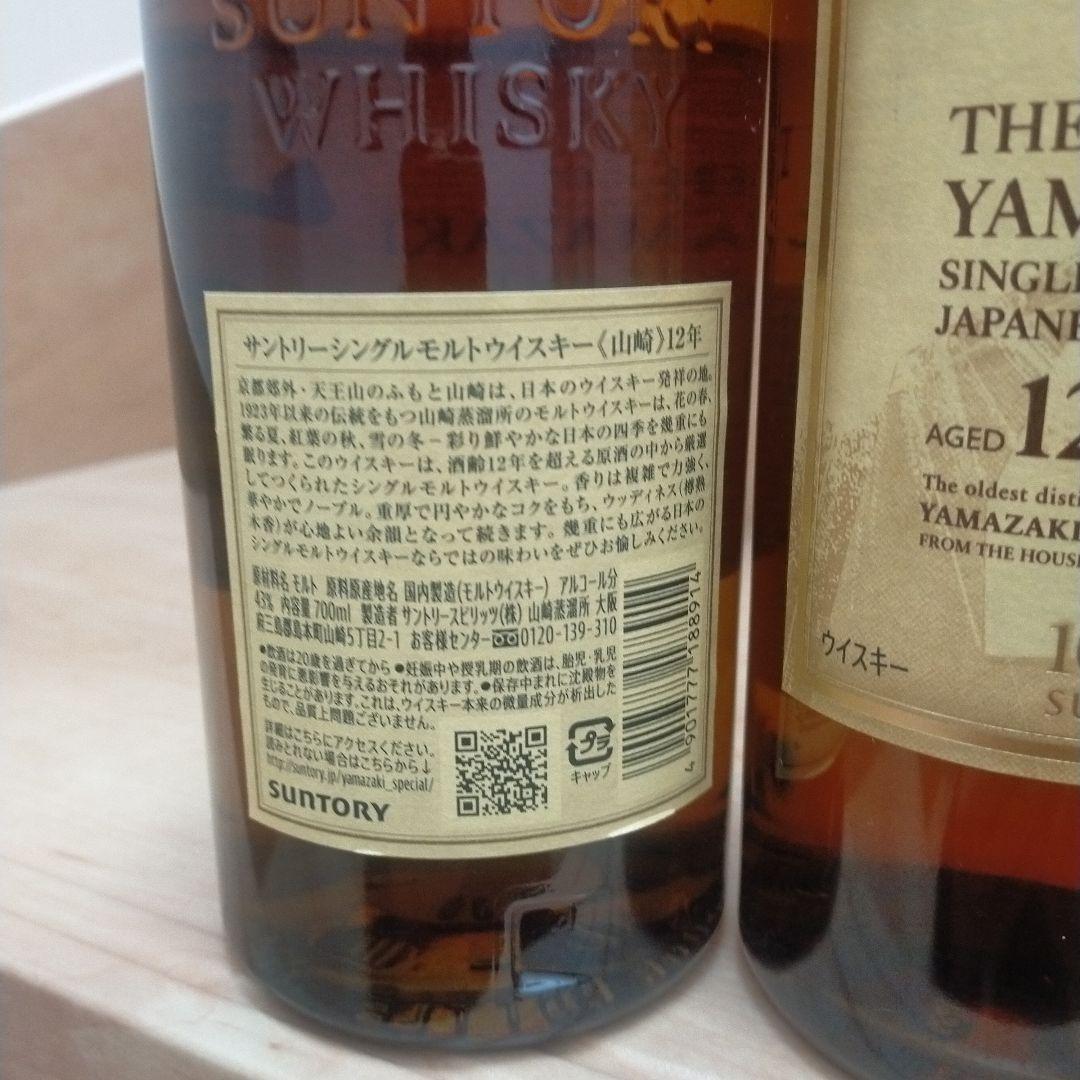 SUNTORY
WHISKY
サントリーシングルモルトウイスキー《山崎》12年
京都郊外・天王山のふもと山崎は、日本のウイスキー発祥の地。
1923年以来の伝統をもつ山崎蒸溜所のモルトウイスキーは、花の春、
繁る夏、紅葉の秋、雪の冬−彩り鮮やかな日本の四季を幾重にも
眠ります。このウイスキーは、酒齢12年を超える原酒の中から厳選
してつくられたシングルモルトウイスキー。香りは複雑で力強く、
華やかでノーブル。重厚で円やかなコクをもち、ウッディネス(樽熟
木香)が心地よい余韻となって続きます。幾重にも広がる日本の
シングルモルトウイスキーならではの味わいをぜひお愉しみください。
原材料名 モルト 原料原産地名 国内製造(モルトウイスキー) アルコール分
43% 内容量 700ml 製造者 サントリースピリッツ(株) 山崎蒸溜所 大阪
府三島郡島本町山崎5丁目2-1 お客様センター 0120-139-310
●飲酒は20歳を過ぎてから ●妊娠中や授乳期の飲酒は、胎児・乳児
の発育に悪影響を与えるおそれがあります。●保存中まれに沈殿物を
生じることがあります。これは、ウイスキー本来の微量成分が析出した
もので、品質上問題ございません。
詳細はこちらにアクセスください。
読みとれない場合はこちらから↓
http://suntory.jp/yamazaki_special/
SUNTORY
プラ
キャップ
4 901777 188914
THE
YAM
SINGLE
JAPANE
AGED 12
The oldest disti
YAMAZAKI
FROM THE HOUSE
ウイスキー
SU